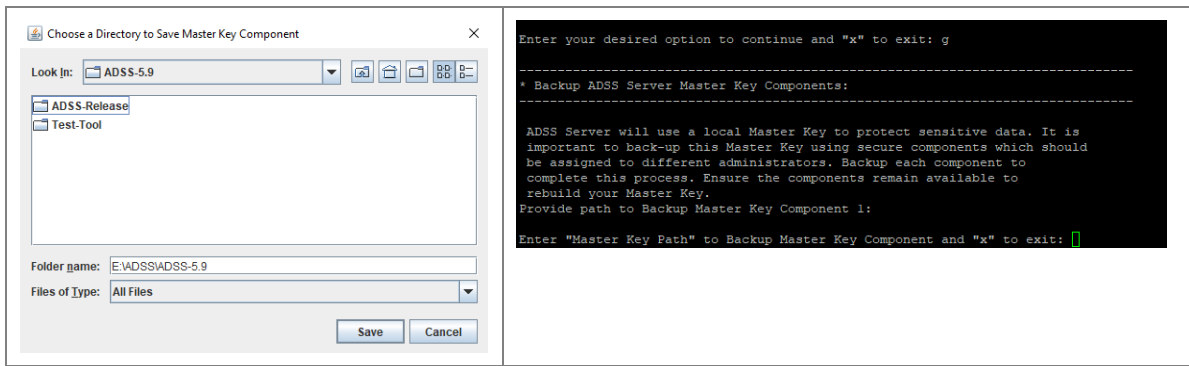 Choose a Directory to Save Master Key Component
Look In: ADSS-5.9
ADSS-Release
Test-Tool
Folder name: E:\ADSS\ADSS-5.9
Files of Type: All Files
Save Cancel
Enter your desired option to continue and "x" to exit: g
--------------------------------------------------------------------------------
* Backup ADSS Server Master Key Components:
--------------------------------------------------------------------------------
ADSS Server will use a local Master Key to protect sensitive data. It is
important to back-up this Master Key using secure components which should
be assigned to different administrators. Backup each component to
complete this process. Ensure the components remain available to
rebuild your Master Key.
Provide path to Backup Master Key Component 1:
Enter "Master Key Path" to Backup Master Key Component and "x" to exit: